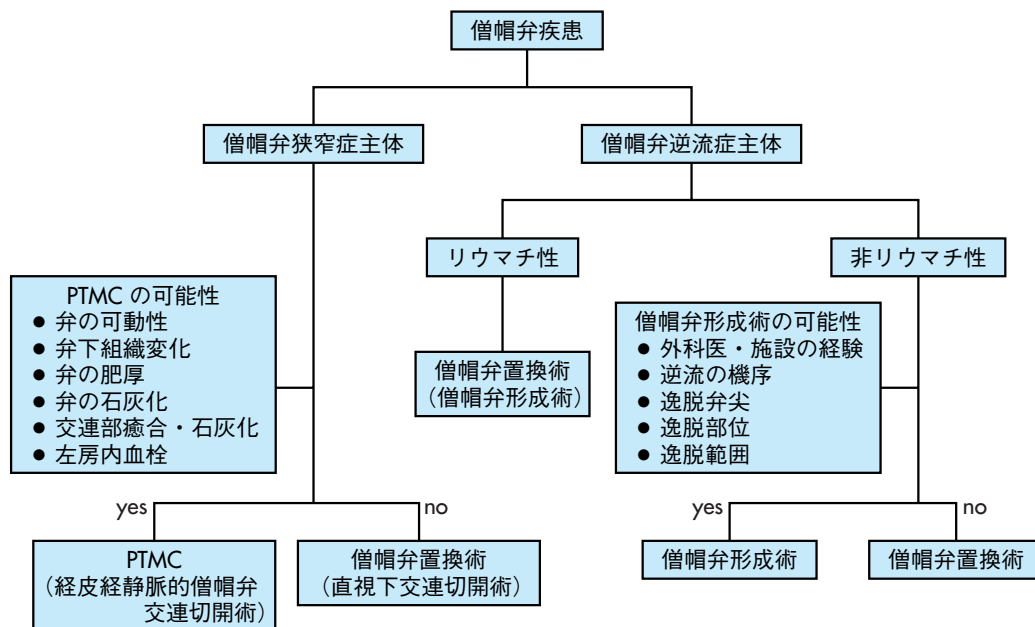 僧帽弁疾患
僧帽弁狭窄症主体
僧帽弁逆流症主体
リウマチ性
非リウマチ性
PTMC の可能性
● 弁の可動性
● 弁下組織変化
● 弁の肥厚
● 弁の石灰化
● 交連部癒合・石灰化
● 左房内血栓
僧帽弁置換術
（僧帽弁形成術）
僧帽弁形成術の可能性
● 外科医・施設の経験
● 逆流の機序
● 逸脱弁尖
● 逸脱部位
● 逸脱範囲
yes
no
yes
no
PTMC
（経皮経静脈的僧帽弁
交連切開術）
僧帽弁置換術
（直視下交連切開術）
僧帽弁形成術
僧帽弁置換術